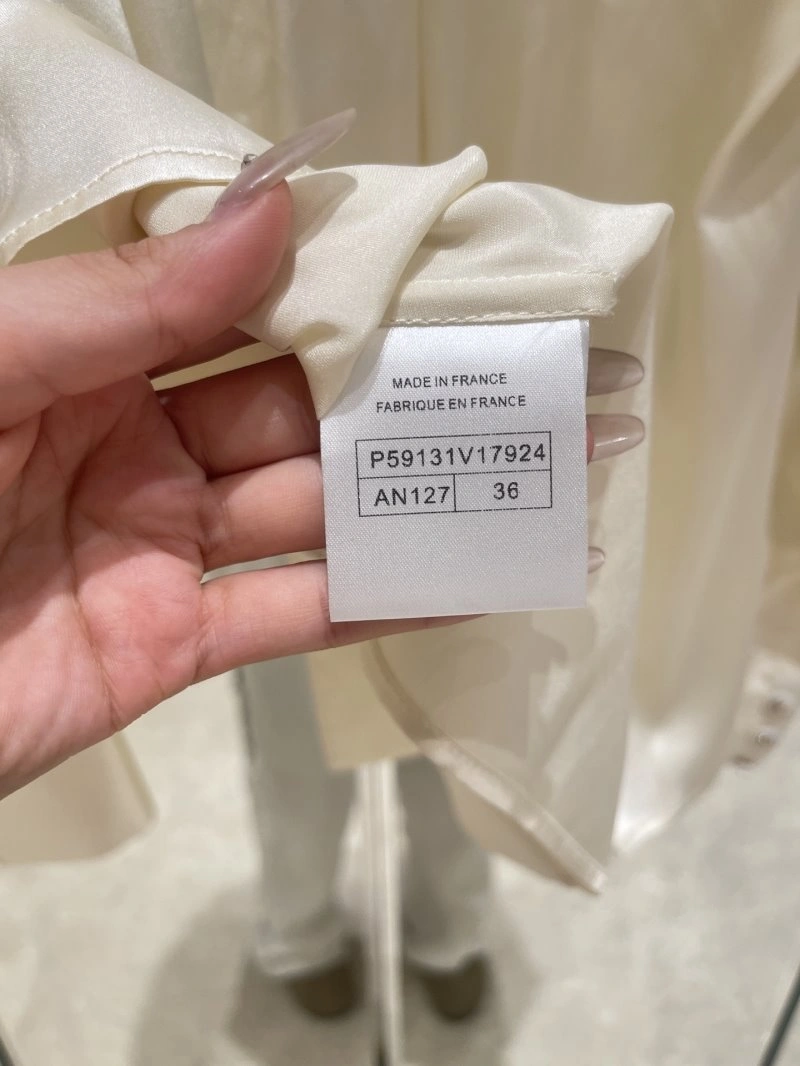 MADE IN FRANCE
FABRIQUE EN FRANCE
P59131V17924
AN127 36